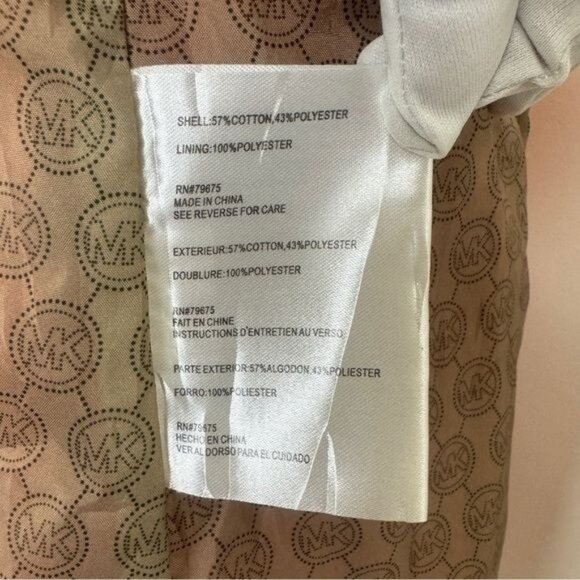 SHELL:57%COTTON,43%POLYESTER
LINING:100%POLYESTER
RN#79675
MADE IN CHINA
SEE REVERSE FOR CARE
EXTERIEUR:57%COTTON,43%POLYESTER
DOUBLURE:100%POLYESTER
RN#79675
FAIT EN CHINE
INSTRUCTIONS D'ENTRETIEN AU VERSO
PARTE EXTERIOR:57%ALGODON,43%POLIESTER
FORRO:100%POLIESTER
RN#79675
HECHO EN CHINA
VER AL DORSO PARA EL CUIDADO
MK